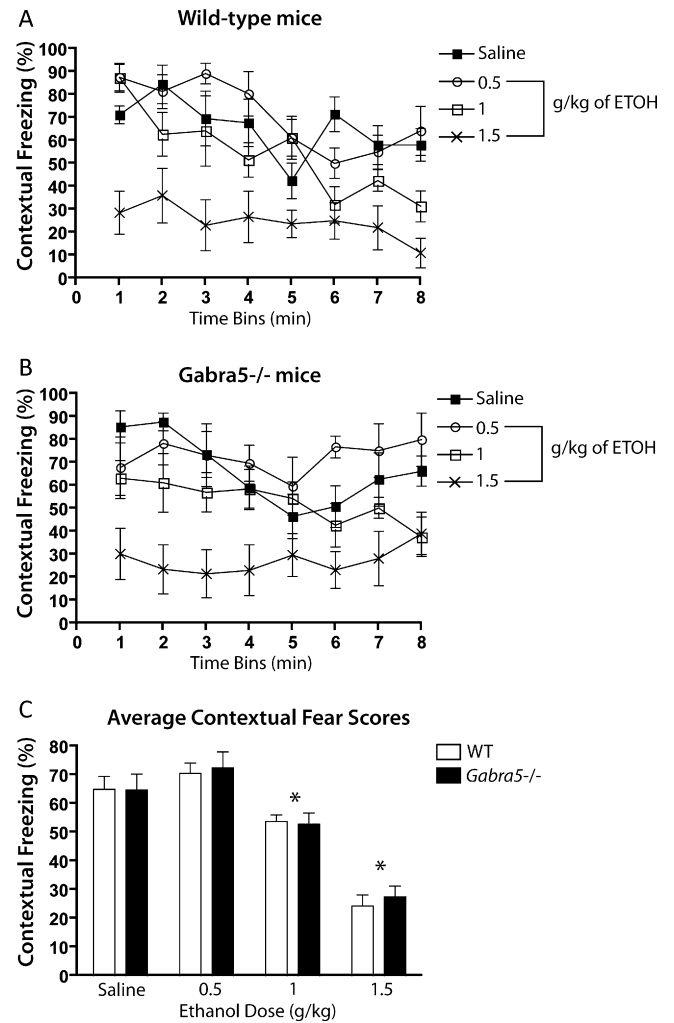 A
Wild-type mice
Contextual Freezing (%)
100
90
80
70
60
50
40
30
20
10
0
0 1 2 3 4 5 6 7 8
Time Bins (min)
Saline
0.5
1
1.5
g/kg of ETOH
B
Gabra5-/- mice
Contextual Freezing (%)
100
90
80
70
60
50
40
30
20
10
0
0 1 2 3 4 5 6 7 8
Time Bins (min)
Saline
0.5
1
1.5
g/kg of ETOH
C
Average Contextual Fear Scores
Contextual Freezing (%)
80
70
60
50
40
30
20
10
0
* *
Saline 0.5 1 1.5
Ethanol Dose (g/kg)
WT
Gabra5-/-